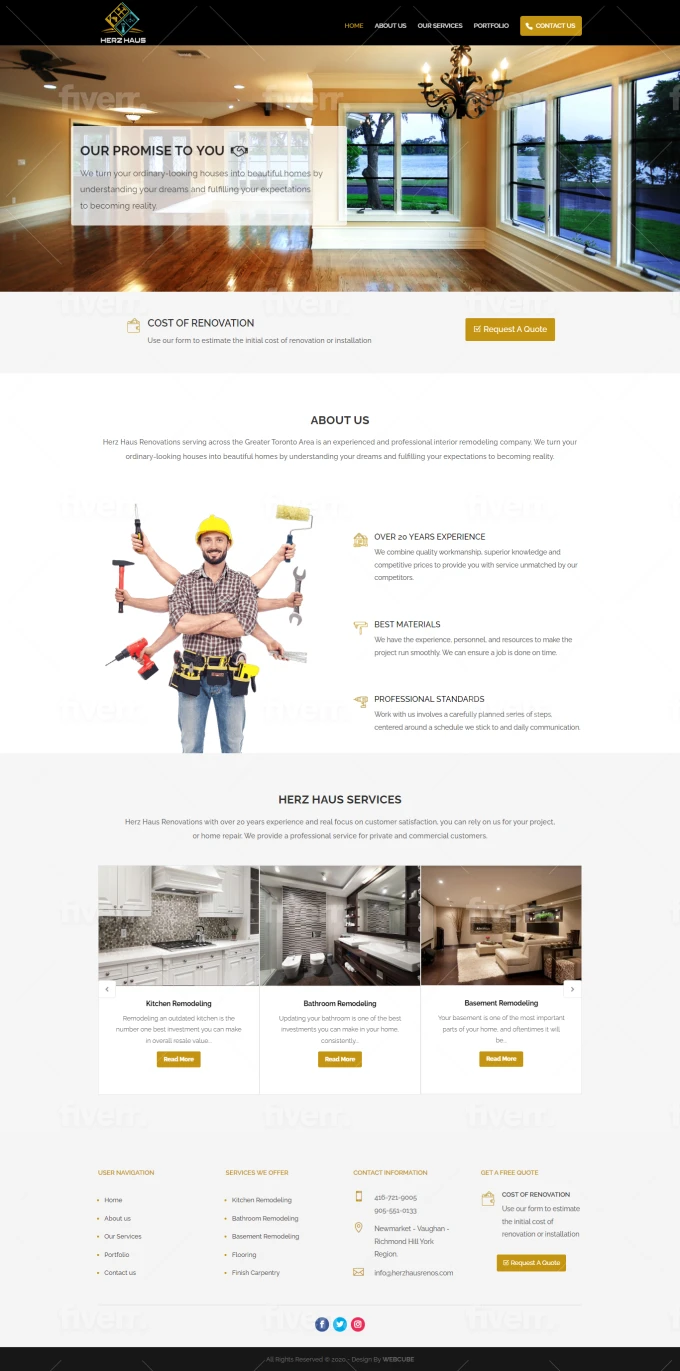 HERZ HAUS
HOME ABOUT US OUR SERVICES PORTFOLIO CONTACT US
fiverr.
OUR PROMISE TO YOU
We turn your ordinary-looking houses into beautiful homes by
understanding your dreams and fulfilling your expectations
to becoming reality.
COST OF RENOVATION
Use our form to estimate the initial cost of renovation or installation
Request A Quote
ABOUT US
Herz Haus Renovations serving across the Greater Toronto Area is an experienced and professional interior remodeling company. We turn your
ordinary-looking houses into beautiful homes by understanding your dreams and fulfilling your expectations to becoming reality.
OVER 20 YEARS EXPERIENCE
We combine quality workmanship, superior knowledge and
competitive prices to provide you with service unmatched by our
competitors.
BEST MATERIALS
We have the experience, personnel, and resources to make the
project run smoothly. We can ensure a job is done on time.
PROFESSIONAL STANDARDS
Work with us involves a carefully planned series of steps,
centered around a schedule we stick to and daily communication.
HERZ HAUS SERVICES
Herz Haus Renovations with over 20 years experience and real focus on customer satisfaction, you can rely on us for your project,
or home repair. We provide a professional service for private and commercial customers.
Kitchen Remodeling
Remodeling an outdated kitchen is the
number one best investment you can make
in overall resale value...
Read More
Bathroom Remodeling
Updating your bathroom is one of the best
investments you can make in your home,
consistently...
Read More
Basement Remodeling
Your basement is one of the most important
parts of your home, and oftentimes it will
be...
Read More
USER NAVIGATION
Home
About us
Our Services
Portfolio
Contact us
SERVICES WE OFFER
Kitchen Remodeling
Bathroom Remodeling
Basement Remodeling
Flooring
Finish Carpentry
CONTACT INFORMATION
416-721-9005
905-551-0133
Newmarket - Vaughan -
Richmond Hill York
Region.
info@herzhausrenos.com
GET A FREE QUOTE
COST OF RENOVATION
Use our form to estimate
the initial cost of
renovation or installation
Request A Quote
All Rights Reserved © 2020 - Design By WEBCUBE